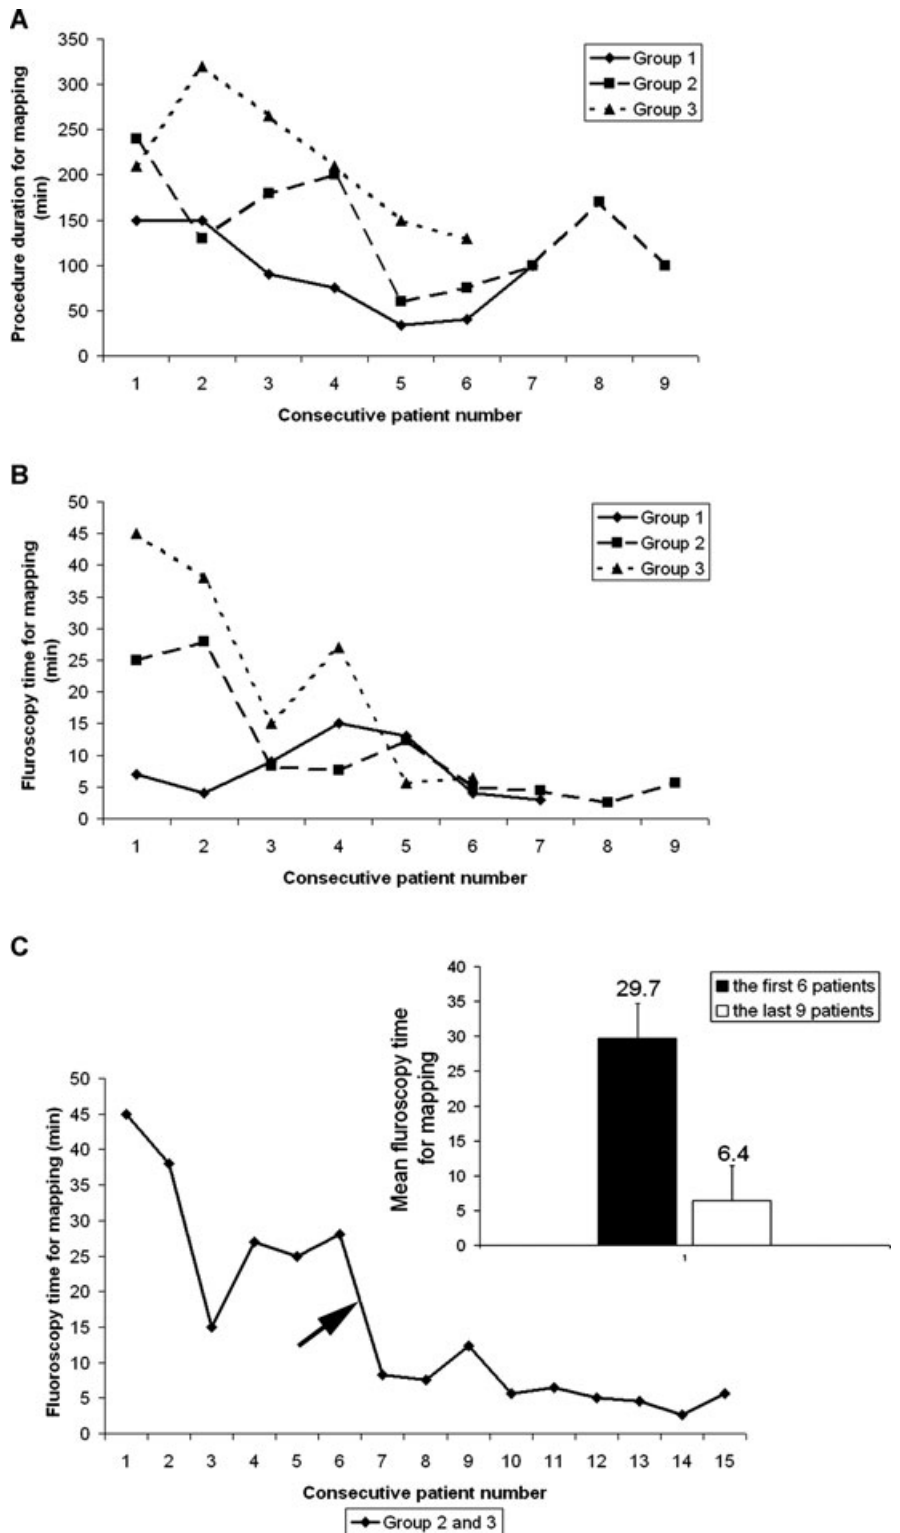 A
350
300
250
200
150
100
50
0
Procedure duration for mapping
(min)
Group 1
Group 2
Group 3
1 2 3 4 5 6 7 8 9
Consecutive patient number
B
50
45
40
35
30
25
20
15
10
5
0
Fluroscopy time for mapping
(min)
Group 1
Group 2
Group 3
1 2 3 4 5 6 7 8 9
Consecutive patient number
C
40
35
30
25
20
15
10
5
0
Mean fluroscopy time
for mapping
29.7
6.4
the first 6 patients
the last 9 patients
1
50
45
40
35
30
25
20
15
10
5
0
Fluoroscopy time for mapping (min)
1 2 3 4 5 6 7 8 9 10 11 12 13 14 15
Consecutive patient number
Group 2 and 3